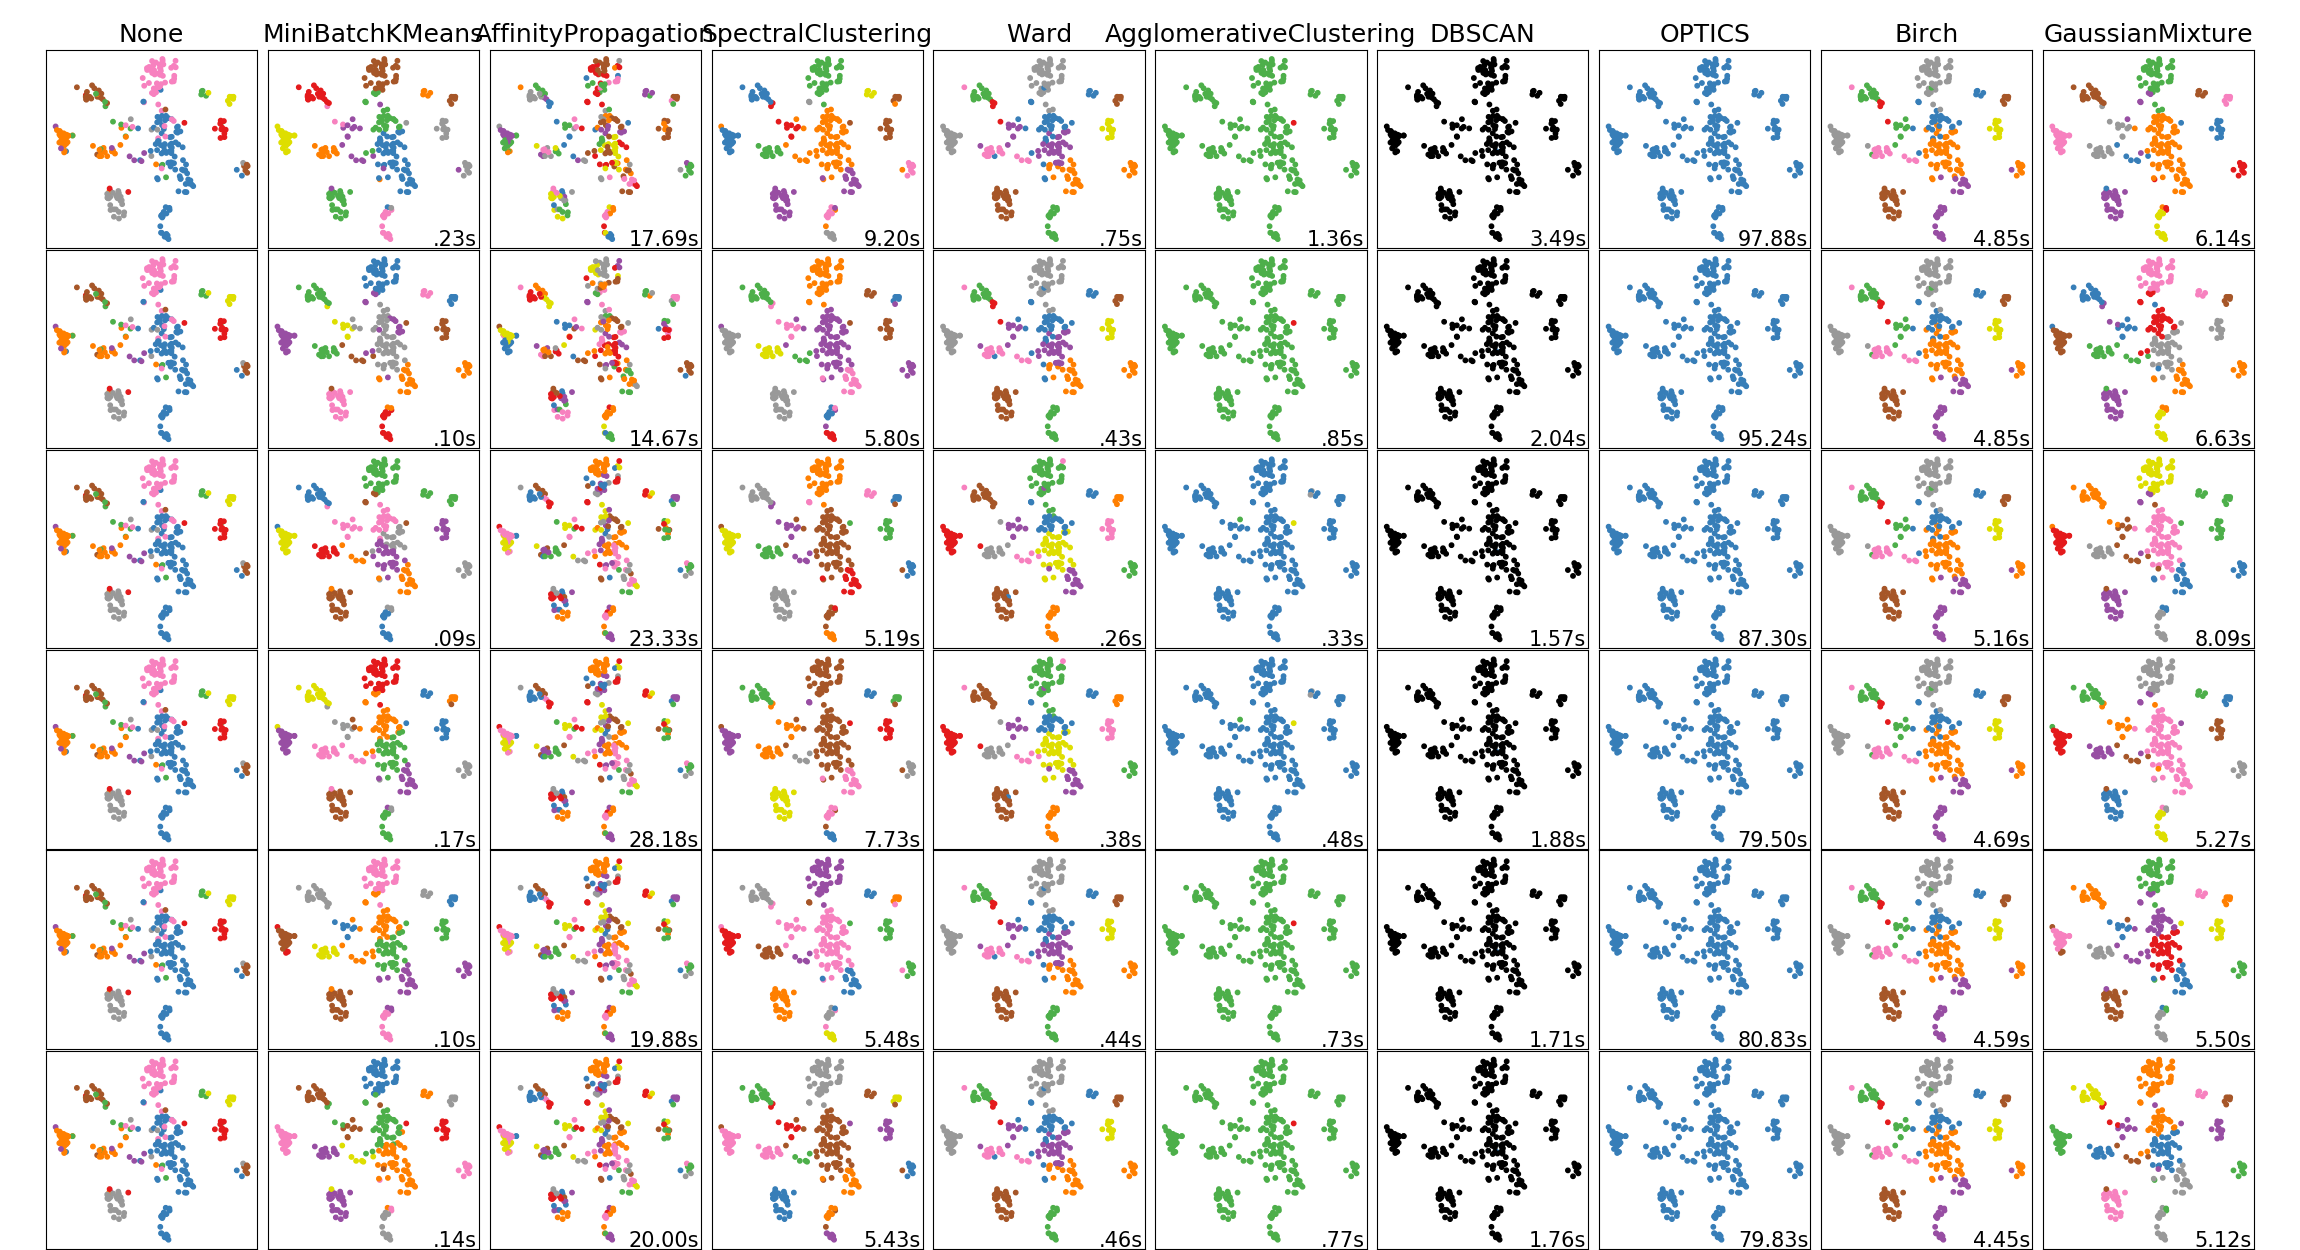 None MiniBatchKMeans AffinityPropagation SpectralClustering Ward AgglomerativeClustering DBSCAN OPTICS Birch GaussianMixture
.23s 17.69s 9.20s .75s 1.36s 3.49s 97.88s 4.85s 6.14s
.10s 14.67s 5.80s .43s .85s 2.04s 95.24s 4.85s 6.63s
.09s 23.33s 5.19s .26s .33s 1.57s 87.30s 5.16s 8.09s
.17s 28.18s 7.73s .38s .48s 1.88s 79.50s 4.69s 5.27s
.10s 19.88s 5.48s .44s .73s 1.71s 80.83s 4.59s 5.50s
.14s 20.00s 5.43s .46s .77s 1.76s 79.83s 4.45s 5.12s